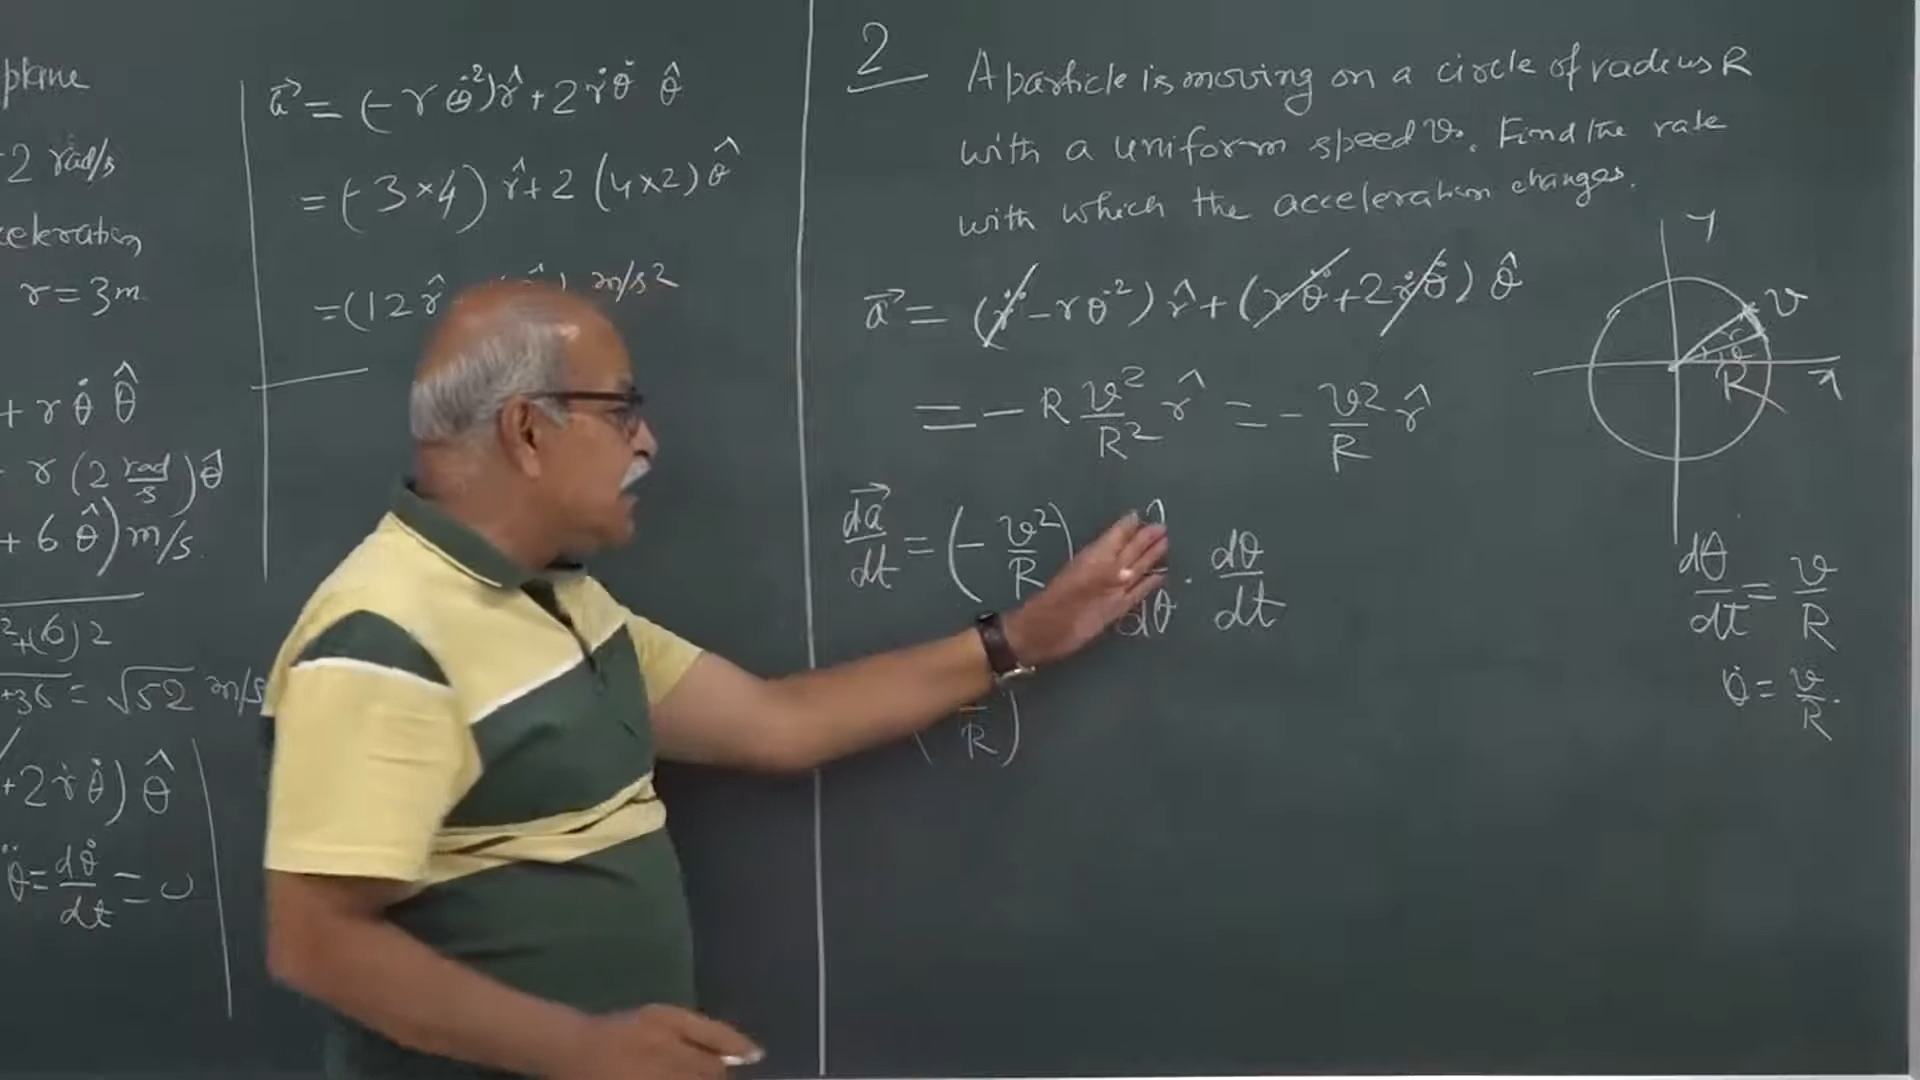 plane
2 rad/s
celeration
r = 3m
+ r θ̇ θ̂
r (2 rad/s) θ̂
+ 6 θ̂) m/s.
²+(6)2
+36 = √52 m/s
+2 ṙ θ̇) θ̂
θ̈ = dθ̇/dt = 0
a⃗ = (-r θ̇²) r̂ + 2 ṙ θ̇ θ̂
= (-3×4) r̂ + 2 (4×2) θ̂
= (12 r̂ m/s2
2
A particle is moving on a circle of radius R
with a uniform speed v. Find the rate
with which the acceleration changes.
a⃗ = (r̈ - r θ̇²) r̂ + (r θ̈ + 2 ṙ θ̇) θ̂
= - R v²/R² r̂ = - v²/R r̂
da⃗/dt = (- v²/R) dθ · dθ/dt
( R )
y
v
r
θ
R
x
dθ/dt = v/R
θ̇ = v/R.